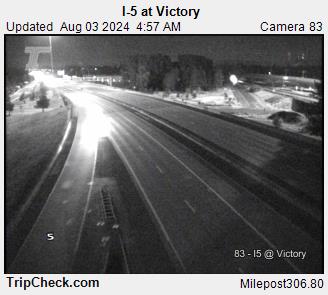 I-5 at Victory
Updated Aug 03 2024 4:57 AM Camera 83
S
83 - I5 @ Victory
TripCheck.com Milepost306.80